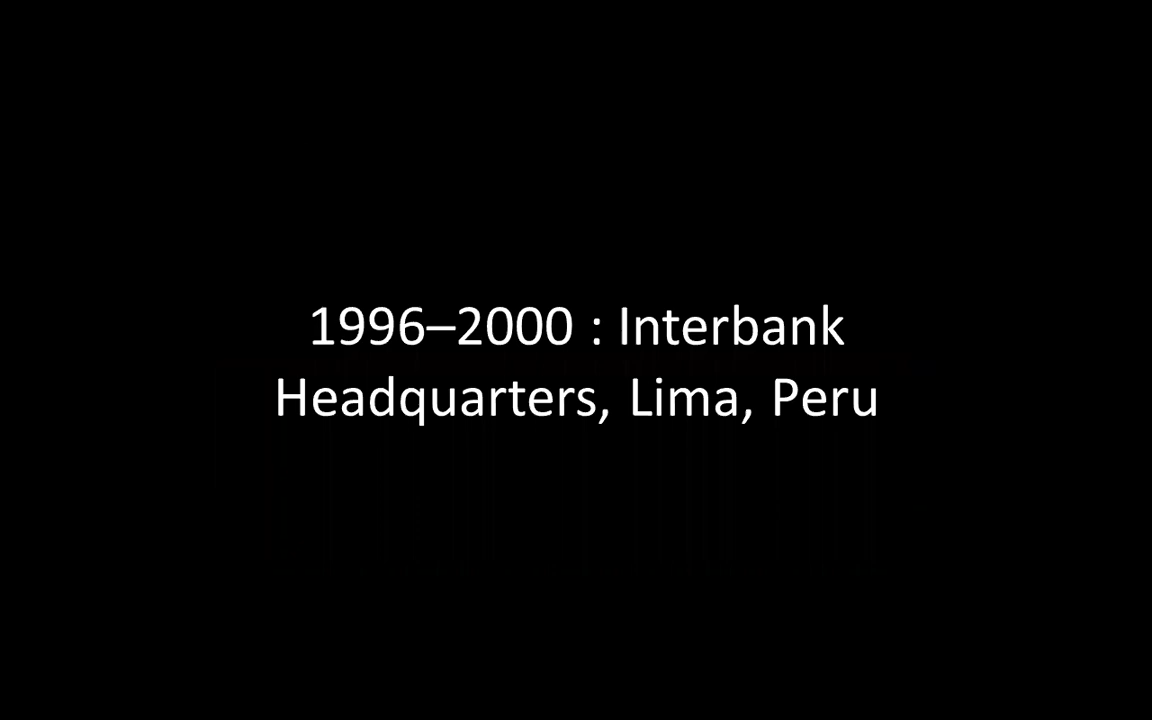 1996–2000 : Interbank
Headquarters, Lima, Peru